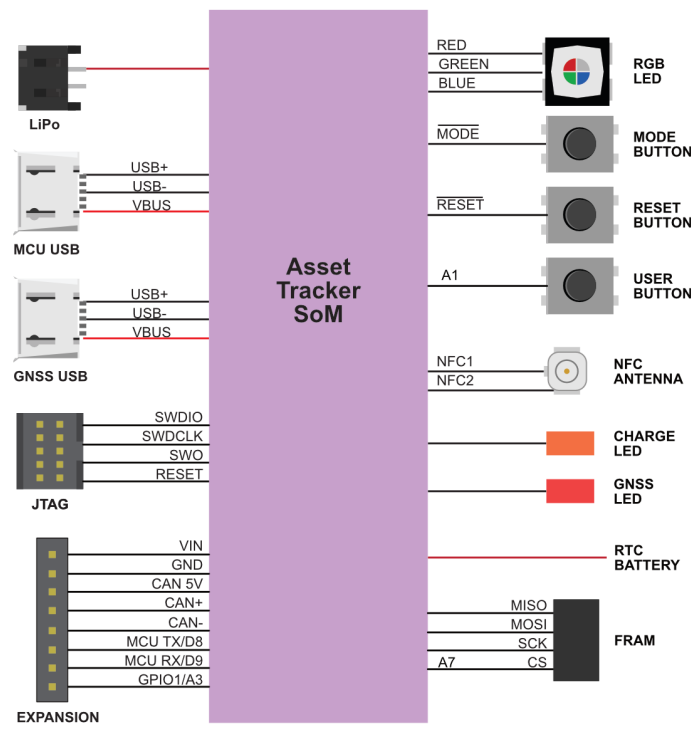 LiPo
USB+
USB-
VBUS
MCU USB
USB+
USB-
VBUS
GNSS USB
SWDIO
SWDCLK
SWO
RESET
JTAG
VIN
GND
CAN 5V
CAN+
CAN-
MCU TX/D8
MCU RX/D9
GPIO1/A3
EXPANSION
Asset
Tracker
SoM
RED
GREEN
BLUE
RGB
LED
MODE
MODE
BUTTON
RESET
RESET
BUTTON
A1
USER
BUTTON
NFC1
NFC2
NFC
ANTENNA
CHARGE
LED
GNSS
LED
RTC
BATTERY
MISO
MOSI
SCK
A7 CS
FRAM